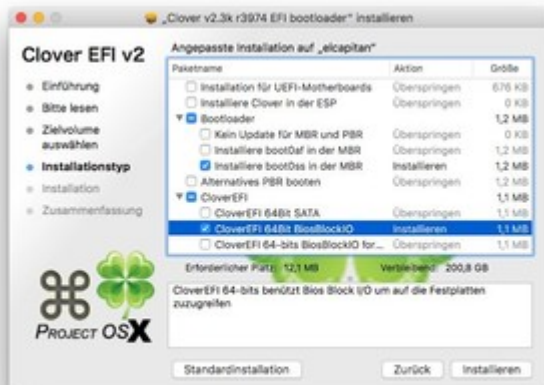 „Clover v2.3k r3974 EFI bootloader“ installieren
Clover EFI v2
Einführung
Bitte lesen
Zielvolume
auswählen
Installationstyp
Installation
Zusammenfassung
PROJECT OSX
Angepasste Installation auf „elcapitan“
Paketname Aktion Größe
Installation für UEFI-Motherboards Überspringen 676 KB
Installiere Clover in der ESP Überspringen 0 KB
Bootloader 1,2 MB
Kein Update für MBR und PBR Überspringen 0 KB
Installiere boot0af in der MBR Überspringen 1,2 MB
Installiere boot0ss in der MBR Installieren 1,2 MB
Alternatives PBR booten Überspringen 1,2 MB
CloverEFI 1,1 MB
CloverEFI 64Bit SATA Überspringen 1,1 MB
CloverEFI 64Bit BiosBlockIO Installieren 1,1 MB
CloverEFI 64-bits BiosBlockIO for... Überspringen 1,1 MB
Erforderlicher Platz: 12,1 MB Verbleibend: 200,8 GB
CloverEFI 64-bits benützt Bios Block I/O um auf die Festplatten
zuzugreifen
Standardinstallation Zurück Installieren